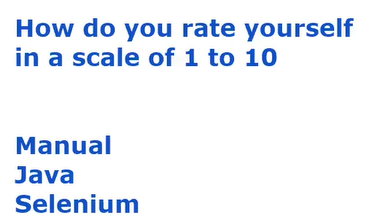 How do you rate yourself
in a scale of 1 to 10
Manual
Java
Selenium